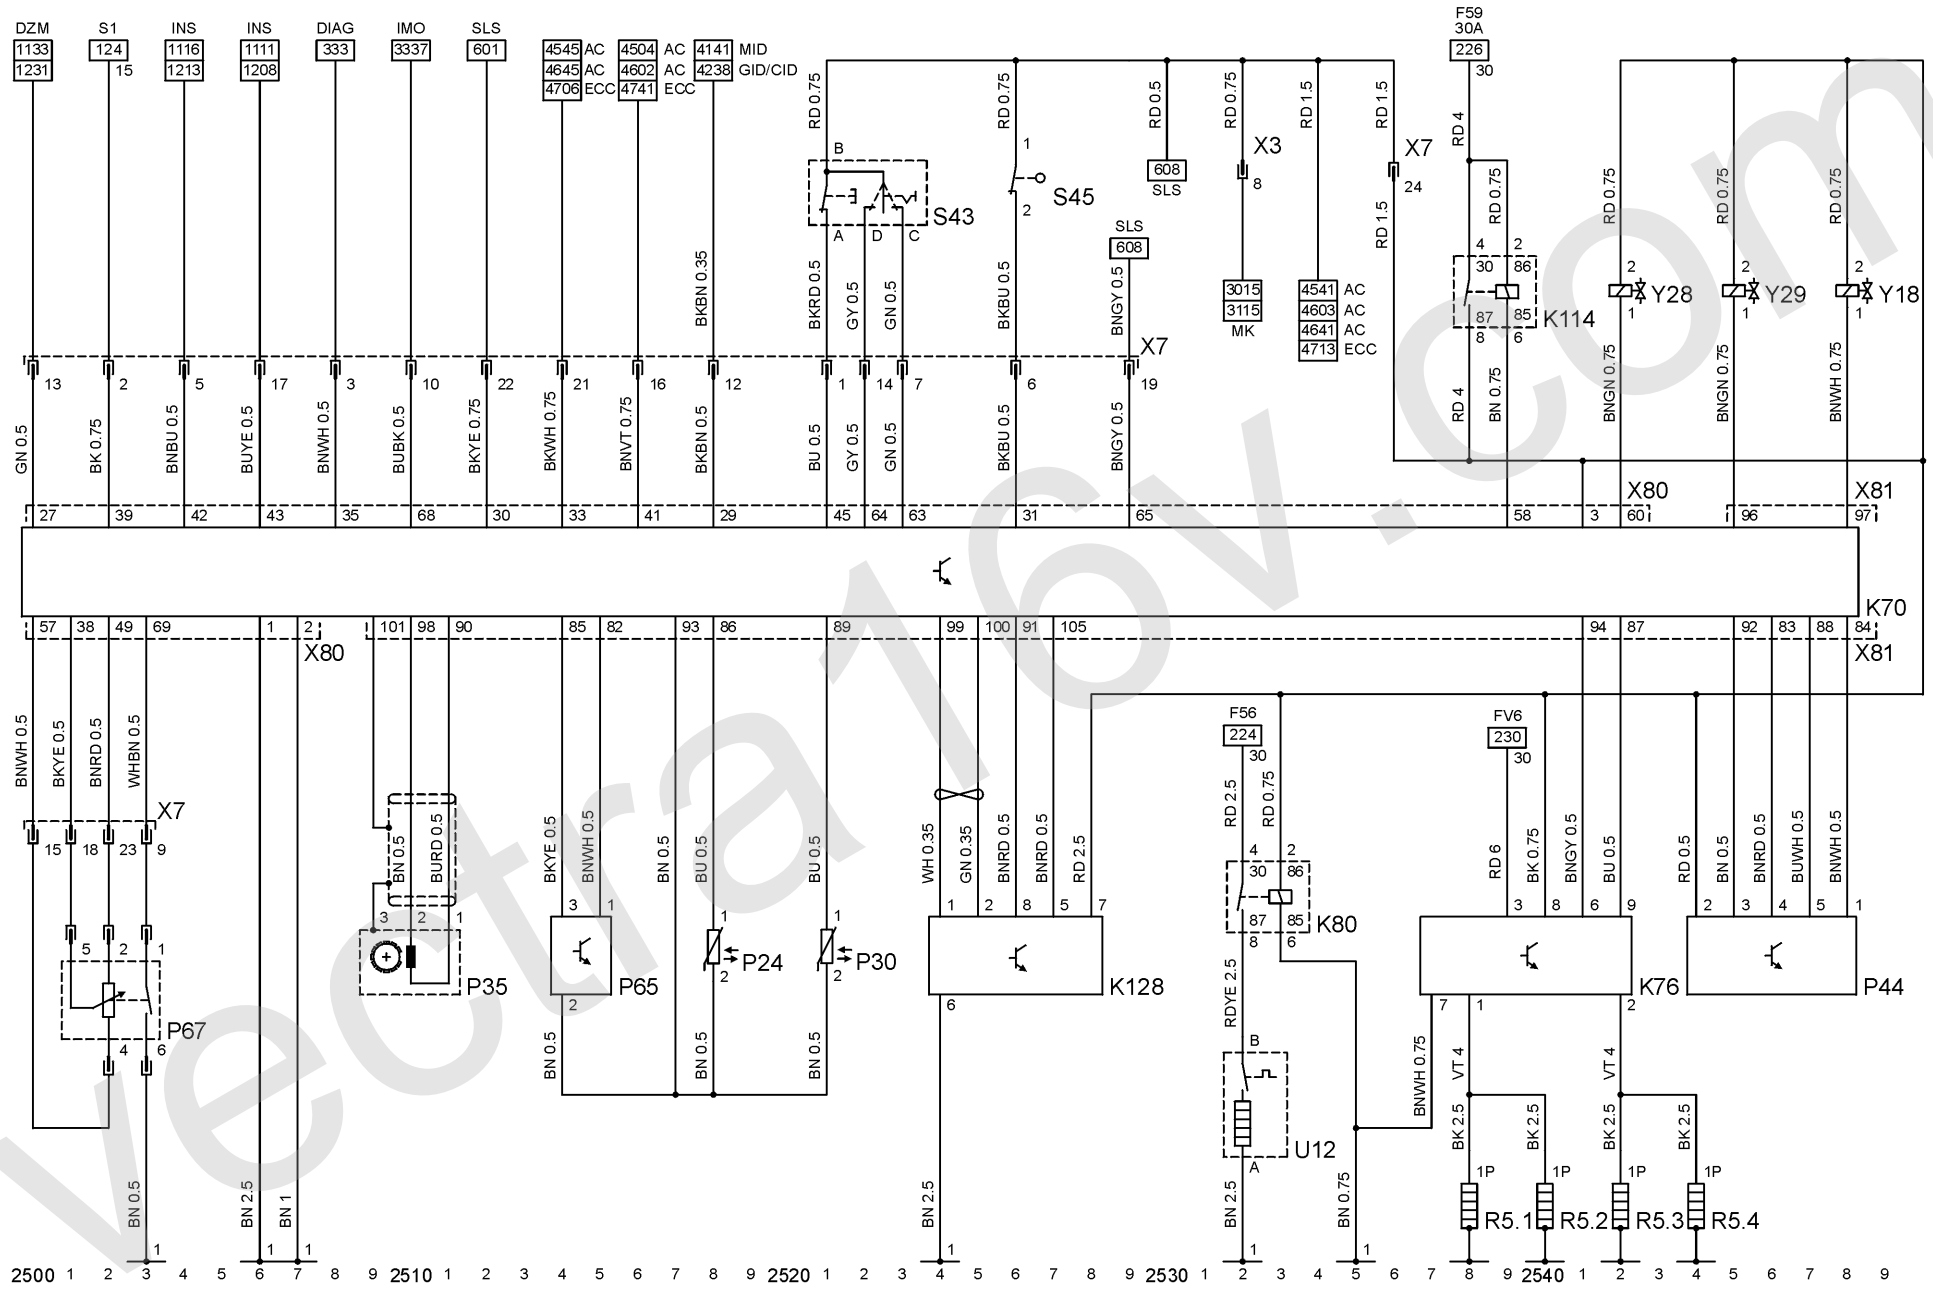 DZM S1 INS INS DIAG IMO SLS F59
30A
1133 124 1116 1111 333 3337 601 4545 AC 4504 AC 4141 MID 226
1231 15 1213 1208 4645 AC 4602 AC 4238 GID/CID 30
4706 ECC 4741 ECC
RD 0.75 RD 0.75 RD 0.5 RD 0.75 RD 1.5 RD 1.5 RD 4
B 1 X3 X7
608 8 24
SLS
S43 S45
2
RD 1.5 RD 0.75 RD 0.75 RD 0.75 RD 0.75
A D C SLS
608
4 2
30 86 2 2 2
BKBN 0.35 BKRD 0.5 GY 0.5 GN 0.5 BKBU 0.5 BNGY 0.5
3015 4541 AC Y28 Y29 Y18
3115 4603 AC 87 85 K114 1 1 1
MK 4641 AC 8 6
4713 ECC
X7
13 2 5 17 3 10 22 21 16 12 1 14 7 6 19
GN 0.5 BK 0.75 BNBU 0.5 BUYE 0.5 BNWH 0.5 BUBK 0.5 BKYE 0.75 BKWH 0.75 BNVT 0.75 BKBN 0.5 BU 0.5 GY 0.5 GN 0.5 BKBU 0.5 BNGY 0.5 RD 4 BN 0.75 BNGN 0.75 BNGN 0.75 BNWH 0.75
X80 X81
27 39 42 43 35 68 30 33 41 29 45 64 63 31 65 58 3 60 96 97
K70
57 38 49 69 1 2 101 98 90 85 82 93 86 89 99 100 91 105 94 87 92 83 88 84
X80 X81
BNWH 0.5 BKYE 0.5 BNRD 0.5 WHBN 0.5
F56 FV6
224 230
30 30
X7
15 18 23 9
BN 0.5 BURD 0.5 BKYE 0.5 BNWH 0.5 BN 0.5 BU 0.5 BU 0.5 WH 0.35 GN 0.35 BNRD 0.5 BNRD 0.5 RD 2.5 RD 2.5 RD 0.75 RD 6 BK 0.75 BNGY 0.5 BU 0.5 RD 0.5 BN 0.5 BNRD 0.5 BUWH 0.5 BNWH 0.5
4 2
30 86
3 2 1 3 1 1 1 1 2 8 5 7 3 8 6 9 2 3 4 5 1
87 85 K80
8 6
5 2 1
P35 P65 P24 P30 K128 K76 P44
2 2 2 6 7 1 2
P67
4 6
BN 0.5 BN 0.5 BN 0.5 RDYE 2.5 BNWH 0.75 VT 4 VT 4
B
U12
A
BK 2.5 BK 2.5 BK 2.5 BK 2.5
1P 1P 1P 1P
BN 0.5 BN 2.5 BN 1 BN 2.5 BN 2.5 BN 0.75
R5.1 R5.2 R5.3 R5.4
1 1 1 1 1 1
2500 1 2 3 4 5 6 7 8 9 2510 1 2 3 4 5 6 7 8 9 2520 1 2 3 4 5 6 7 8 9 2530 1 2 3 4 5 6 7 8 9 2540 1 2 3 4 5 6 7 8 9
vectra16v.com